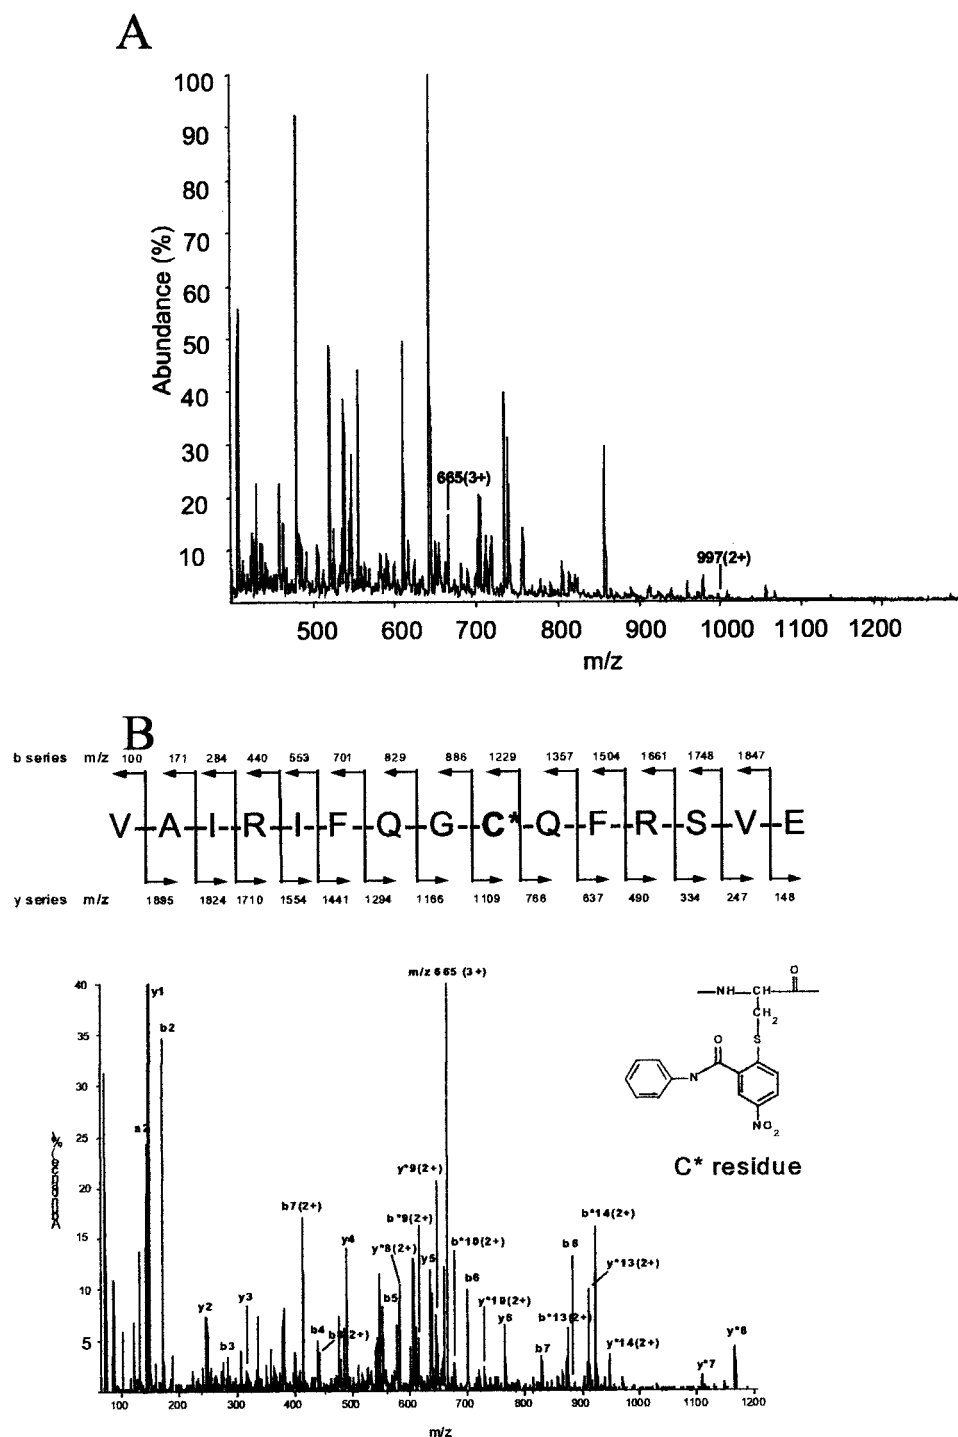 A
100
90
80
70
60
50
40
30
20
10
Abundance (%)
665(3+)
997(2+)
500 600 700 800 900 1000 1100 1200
m/z
B
b series m/z 100 171 284 440 553 701 829 886 1229 1357 1504 1661 1748 1847
V A I R I F Q G C* Q F R S V E
y series m/z 1895 1824 1710 1554 1441 1294 1166 1109 766 637 490 334 247 148
m/z 665 (3+)
40
35
30
25
20
15
10
5
y1
b2
a2
y*9(2+)
b7(2+)
b*9(2+)
b*14(2+)
y4
y*8(2+)
y5
b*10(2+)
b8
y*13(2+)
b5
b6
y2
y3
y*10(2+)
y6
b*13(2+)
b3
b4
b7
y*14(2+)
y*7
y*8
O
NH CH
CH2
S
O
N
NO2
C* residue
100 200 300 400 500 600 700 800 900 1000 1100 1200
m/z